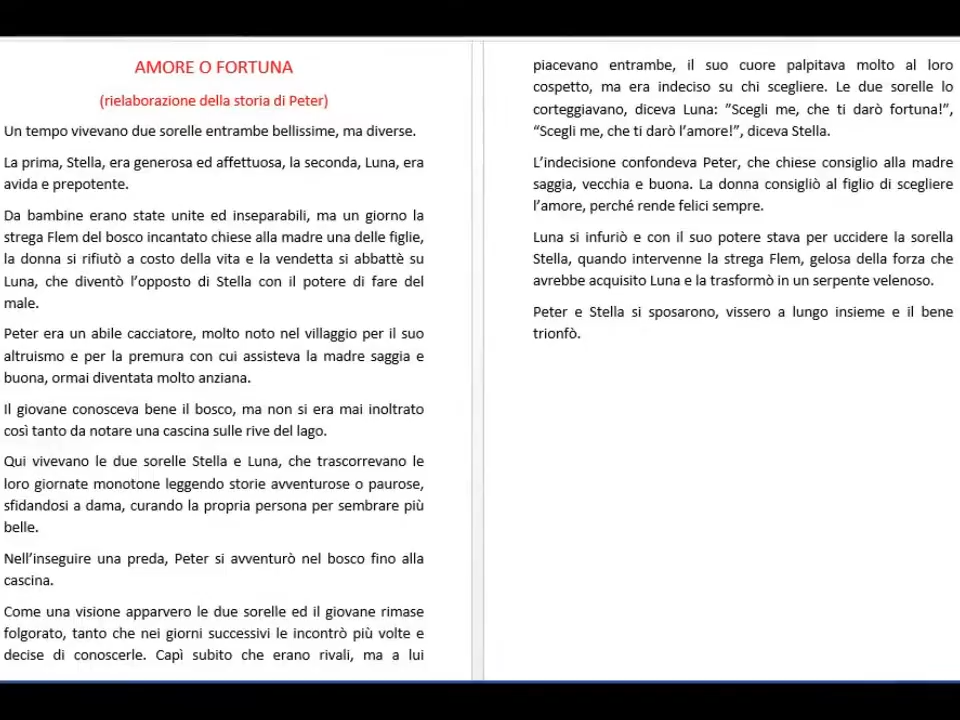 AMORE O FORTUNA
(rielaborazione della storia di Peter)
Un tempo vivevano due sorelle entrambe bellissime, ma diverse.
La prima, Stella, era generosa ed affettuosa, la seconda, Luna, era
avida e prepotente.
Da bambine erano state unite ed inseparabili, ma un giorno la
strega Flem del bosco incantato chiese alla madre una delle figlie,
la donna si rifiutò a costo della vita e la vendetta si abbattè su
Luna, che diventò l’opposto di Stella con il potere di fare del
male.
Peter era un abile cacciatore, molto noto nel villaggio per il suo
altruismo e per la premura con cui assisteva la madre saggia e
buona, ormai diventata molto anziana.
Il giovane conosceva bene il bosco, ma non si era mai inoltrato
così tanto da notare una cascina sulle rive del lago.
Qui vivevano le due sorelle Stella e Luna, che trascorrevano le
loro giornate monotone leggendo storie avventurose o paurose,
sfidandosi a dama, curando la propria persona per sembrare più
belle.
Nell’inseguire una preda, Peter si avventurò nel bosco fino alla
cascina.
Come una visione apparvero le due sorelle ed il giovane rimase
folgorato, tanto che nei giorni successivi le incontrò più volte e
decise di conoscerle. Capì subito che erano rivali, ma a lui
piacevano entrambe, il suo cuore palpitava molto al loro
cospetto, ma era indeciso su chi scegliere. Le due sorelle lo
corteggiavano, diceva Luna: ”Scegli me, che ti darò fortuna!”,
“Scegli me, che ti darò l’amore!”, diceva Stella.
L’indecisione confondeva Peter, che chiese consiglio alla madre
saggia, vecchia e buona. La donna consigliò al figlio di scegliere
l’amore, perché rende felici sempre.
Luna si infuriò e con il suo potere stava per uccidere la sorella
Stella, quando intervenne la strega Flem, gelosa della forza che
avrebbe acquisito Luna e la trasformò in un serpente velenoso.
Peter e Stella si sposarono, vissero a lungo insieme e il bene
trionfò.